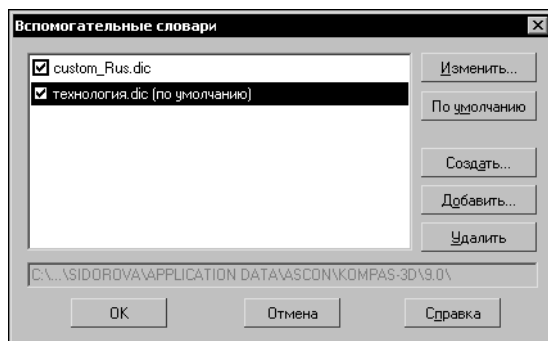 Вспомогательные словари
custom_Rus.dic
технология.dic (по умолчанию)
Изменить...
По умолчанию
Создать...
Добавить...
Удалить
C:\...\SIDOROVA\APPLICATION DATA\ASCON\KOMPAS-3D\9.0\
OK
Отмена
Справка